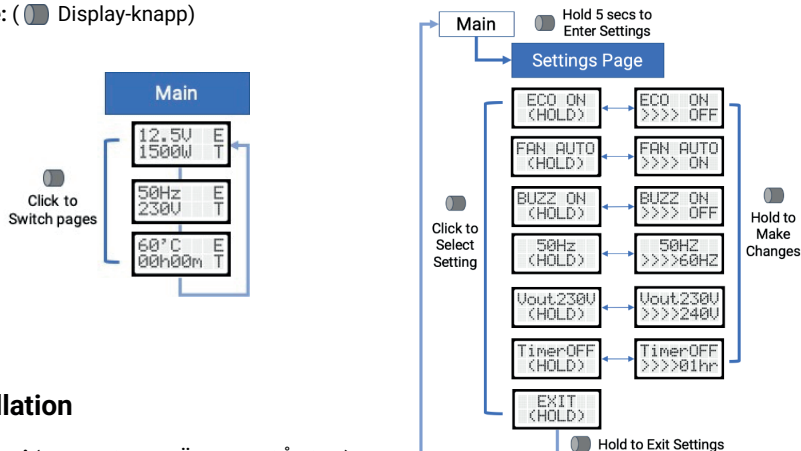 : ( Display-knapp)
Main
12.5V E
1500W T
50Hz E
230V T
60'C E
00h00m T
Click to
Switch pages
Main
Hold 5 secs to
Enter Settings
Settings Page
ECO ON
(HOLD)
ECO ON
>>>> OFF
FAN AUTO
(HOLD)
FAN AUTO
>>>> ON
BUZZ ON
(HOLD)
BUZZ ON
>>>> OFF
50Hz
(HOLD)
50HZ
>>>>60HZ
Vout230V
(HOLD)
Vout230V
>>>>240V
TimerOFF
(HOLD)
TimerOFF
>>>>01hr
EXIT
(HOLD)
Click to
Select
Setting
Hold to
Make
Changes
Hold to Exit Settings
llation